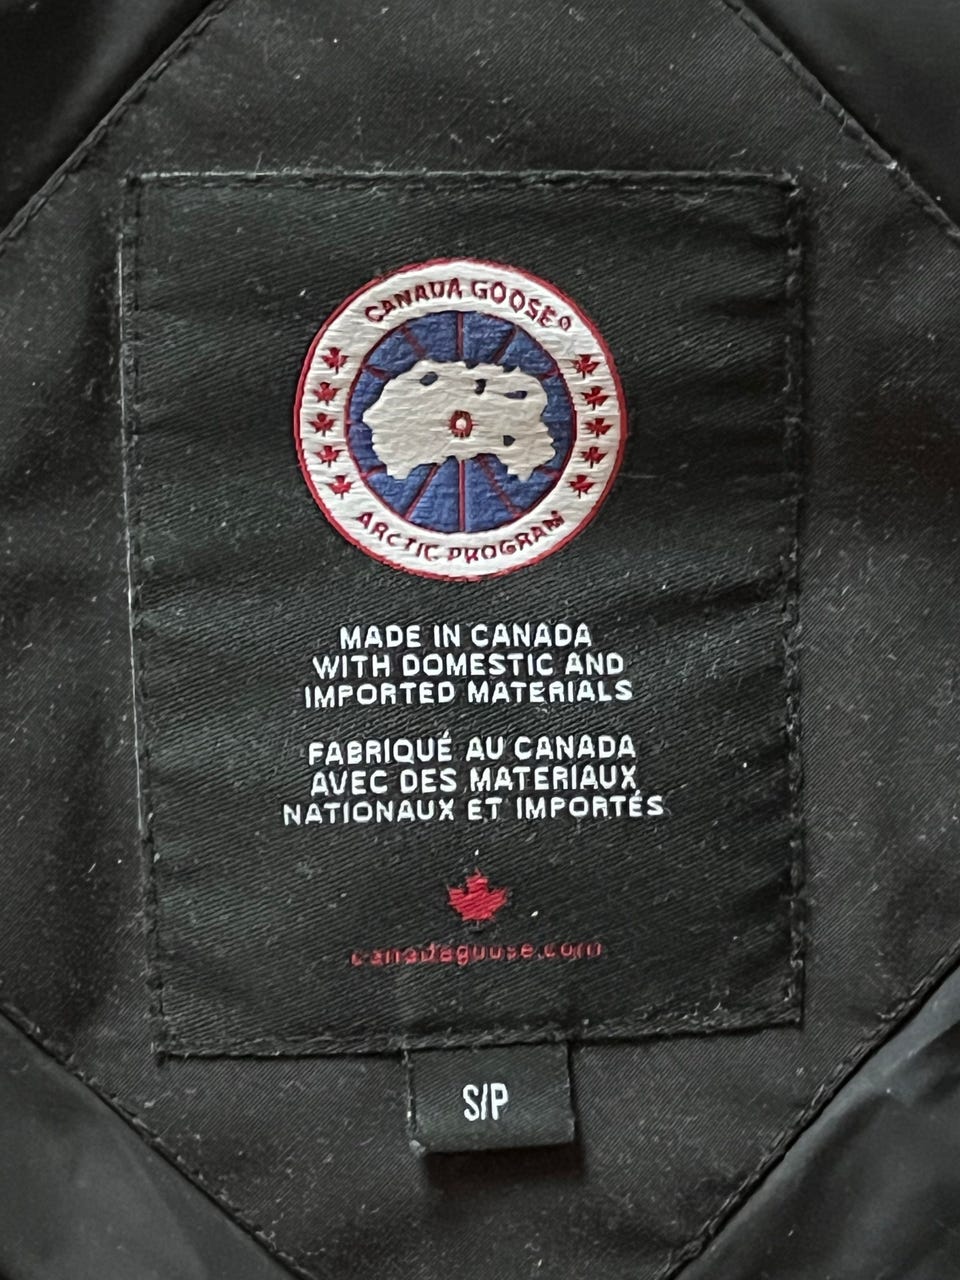 CANADA GOOSE®
ARCTIC PROGRAM
MADE IN CANADA
WITH DOMESTIC AND
IMPORTED MATERIALS
FABRIQUÉ AU CANADA
AVEC DES MATERIAUX
NATIONAUX ET IMPORTÉS
canadagoose.com
S/P